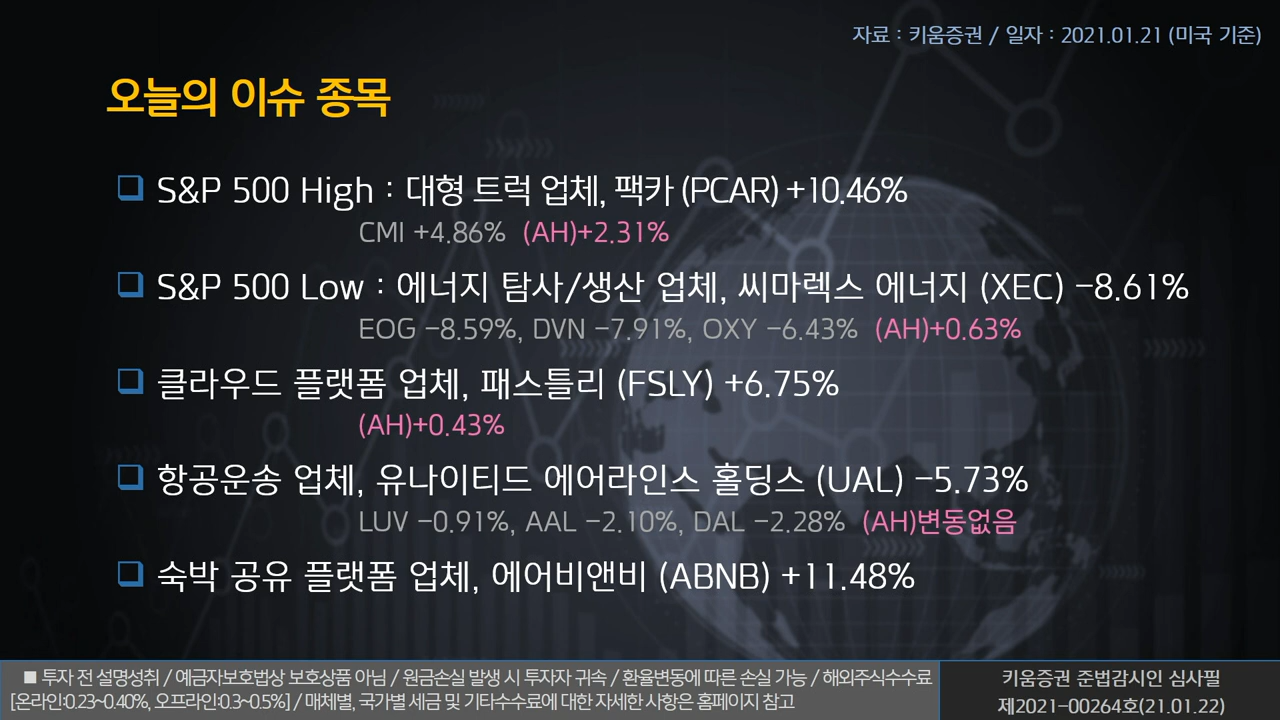 자료 : 키움증권 / 일자 : 2021.01.21 (미국 기준)
오늘의 이슈 종목
❑ S&P 500 High : 대형 트럭 업체, 팩카 (PCAR) +10.46%
CMI +4.86% (AH)+2.31%
❑ S&P 500 Low : 에너지 탐사/생산 업체, 씨마렉스 에너지 (XEC) -8.61%
EOG -8.59%, DVN -7.91%, OXY -6.43% (AH)+0.63%
❑ 클라우드 플랫폼 업체, 패스틀리 (FSLY) +6.75%
(AH)+0.43%
❑ 항공운송 업체, 유나이티드 에어라인스 홀딩스 (UAL) -5.73%
LUV -0.91%, AAL -2.10%, DAL -2.28% (AH)변동없음
❑ 숙박 공유 플랫폼 업체, 에어비앤비 (ABNB) +11.48%
■ 투자 전 설명성취 / 예금자보호법상 보호상품 아님 / 원금손실 발생 시 투자자 귀속 / 환율변동에 따른 손실 가능 / 해외주식수수료
[온라인:0.23~0.40%, 오프라인:0.3~0.5%] / 매체별, 국가별 세금 및 기타수수료에 대한 자세한 사항은 홈페이지 참고
키움증권 준법감시인 심사필
제2021-00264호(21.01.22)